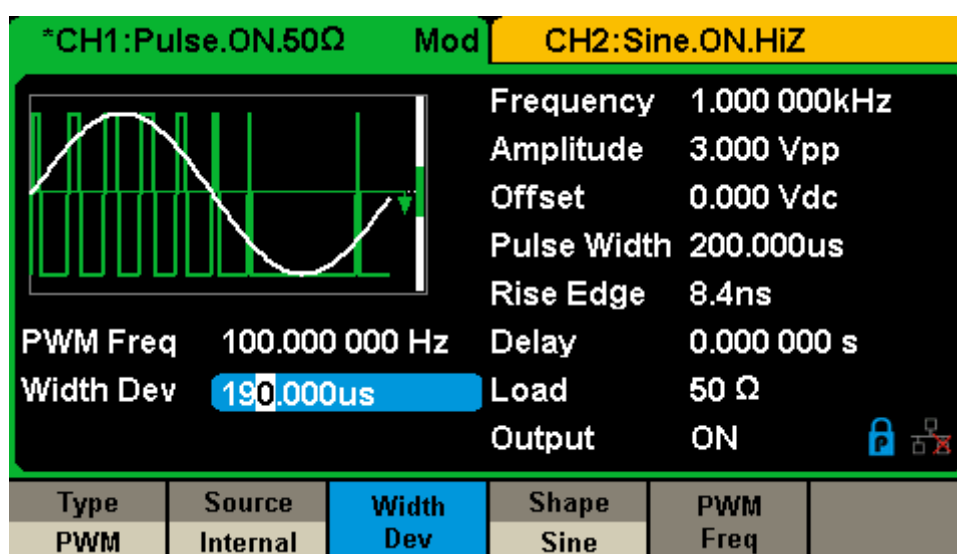 *CH1:Pulse.ON.50Ω Mod
CH2:Sine.ON.HiZ
Frequency 1.000 000kHz
Amplitude 3.000 Vpp
Offset 0.000 Vdc
Pulse Width 200.000us
Rise Edge 8.4ns
PWM Freq 100.000 000 Hz
Delay 0.000 000 s
Width Dev 190.000us
Load 50 Ω
Output ON
P
Type
PWM
Source
Internal
Width
Dev
Shape
Sine
PWM
Freq